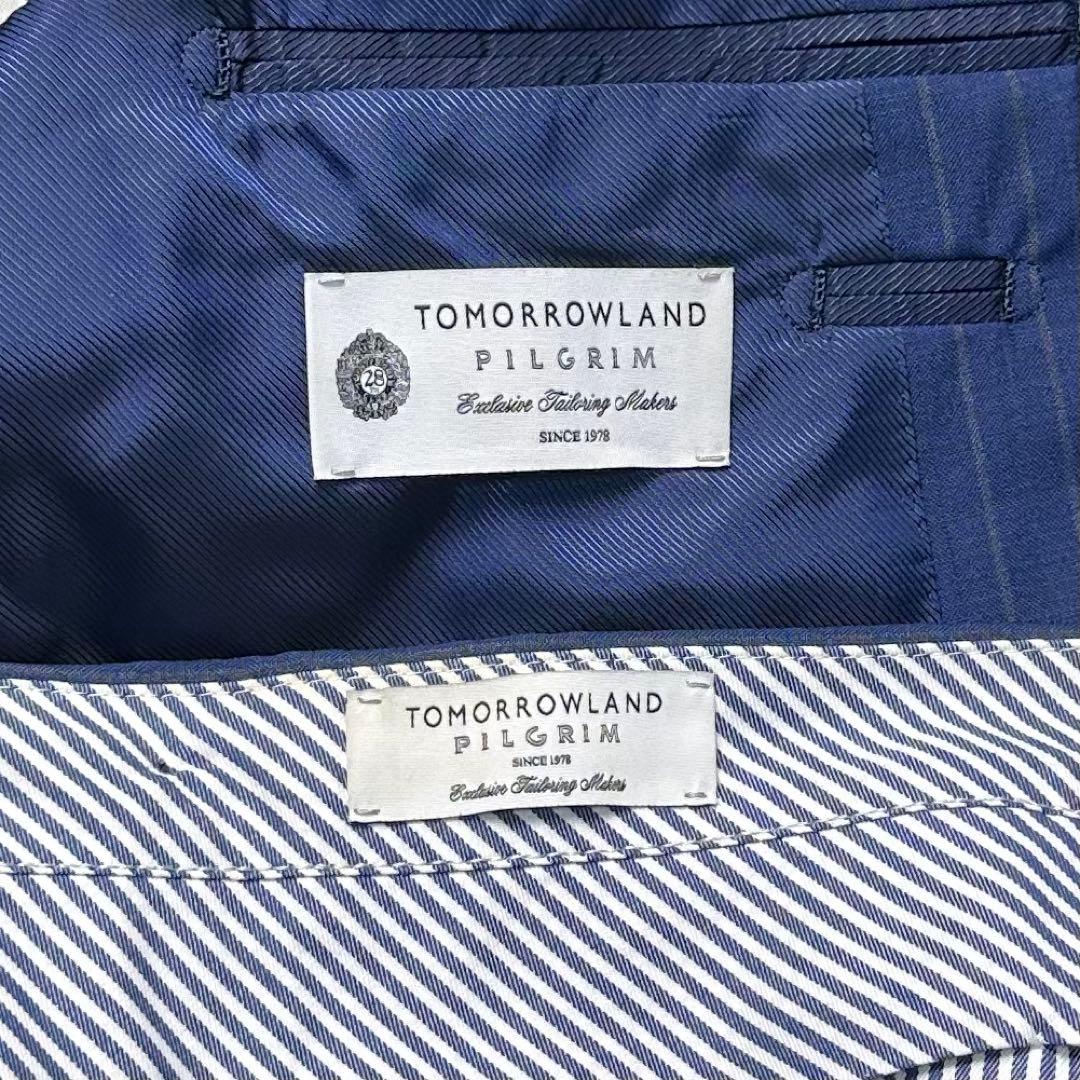 TOMORROWLAND
PILGRIM
28
Exclusive Tailoring Makers
SINCE 1978
TOMORROWLAND
PILGRIM
SINCE 1978
Exclusive Tailoring Makers